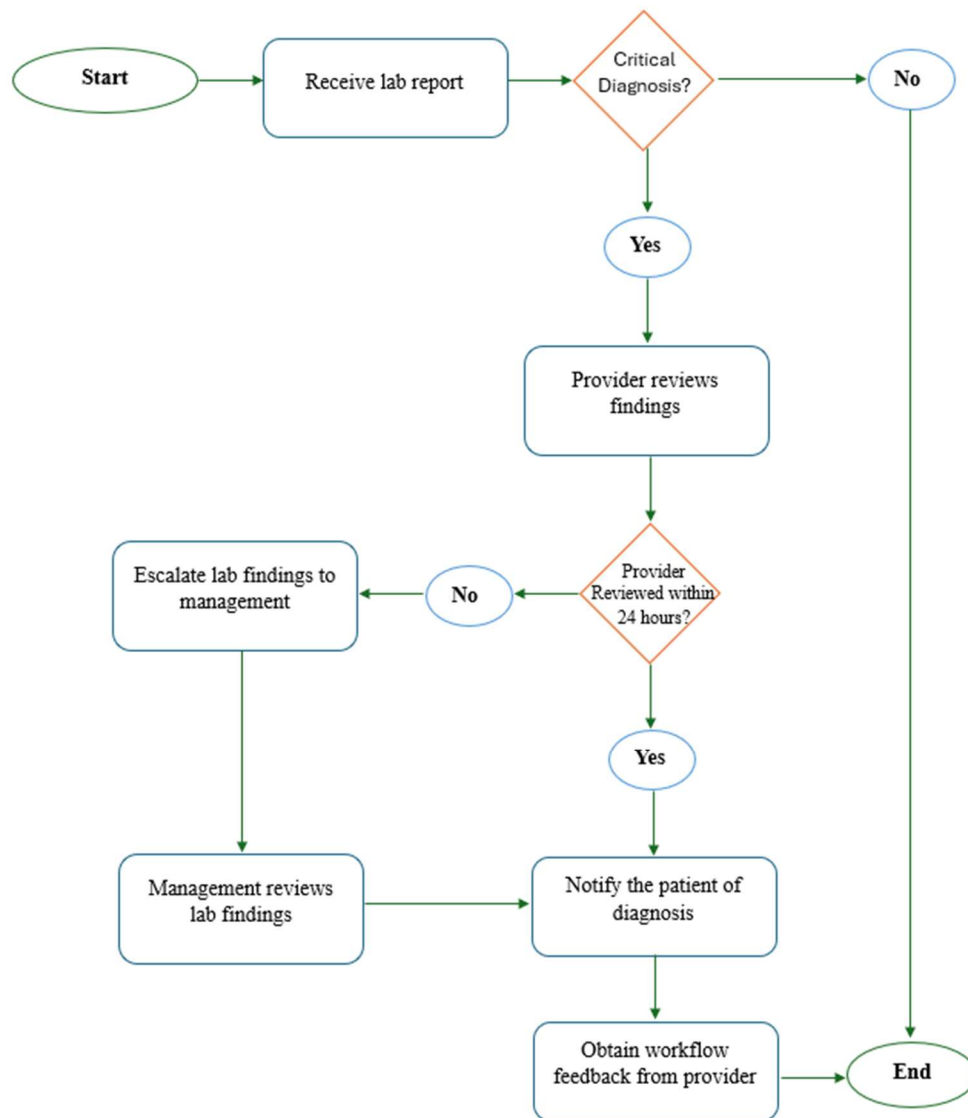 Start
Receive lab report
Critical
Diagnosis?
No
Yes
Provider reviews
findings
Provider
Reviewed within
24 hours?
No
Escalate lab findings to
management
Yes
Management reviews
lab findings
Notify the patient of
diagnosis
Obtain workflow
feedback from provider
End